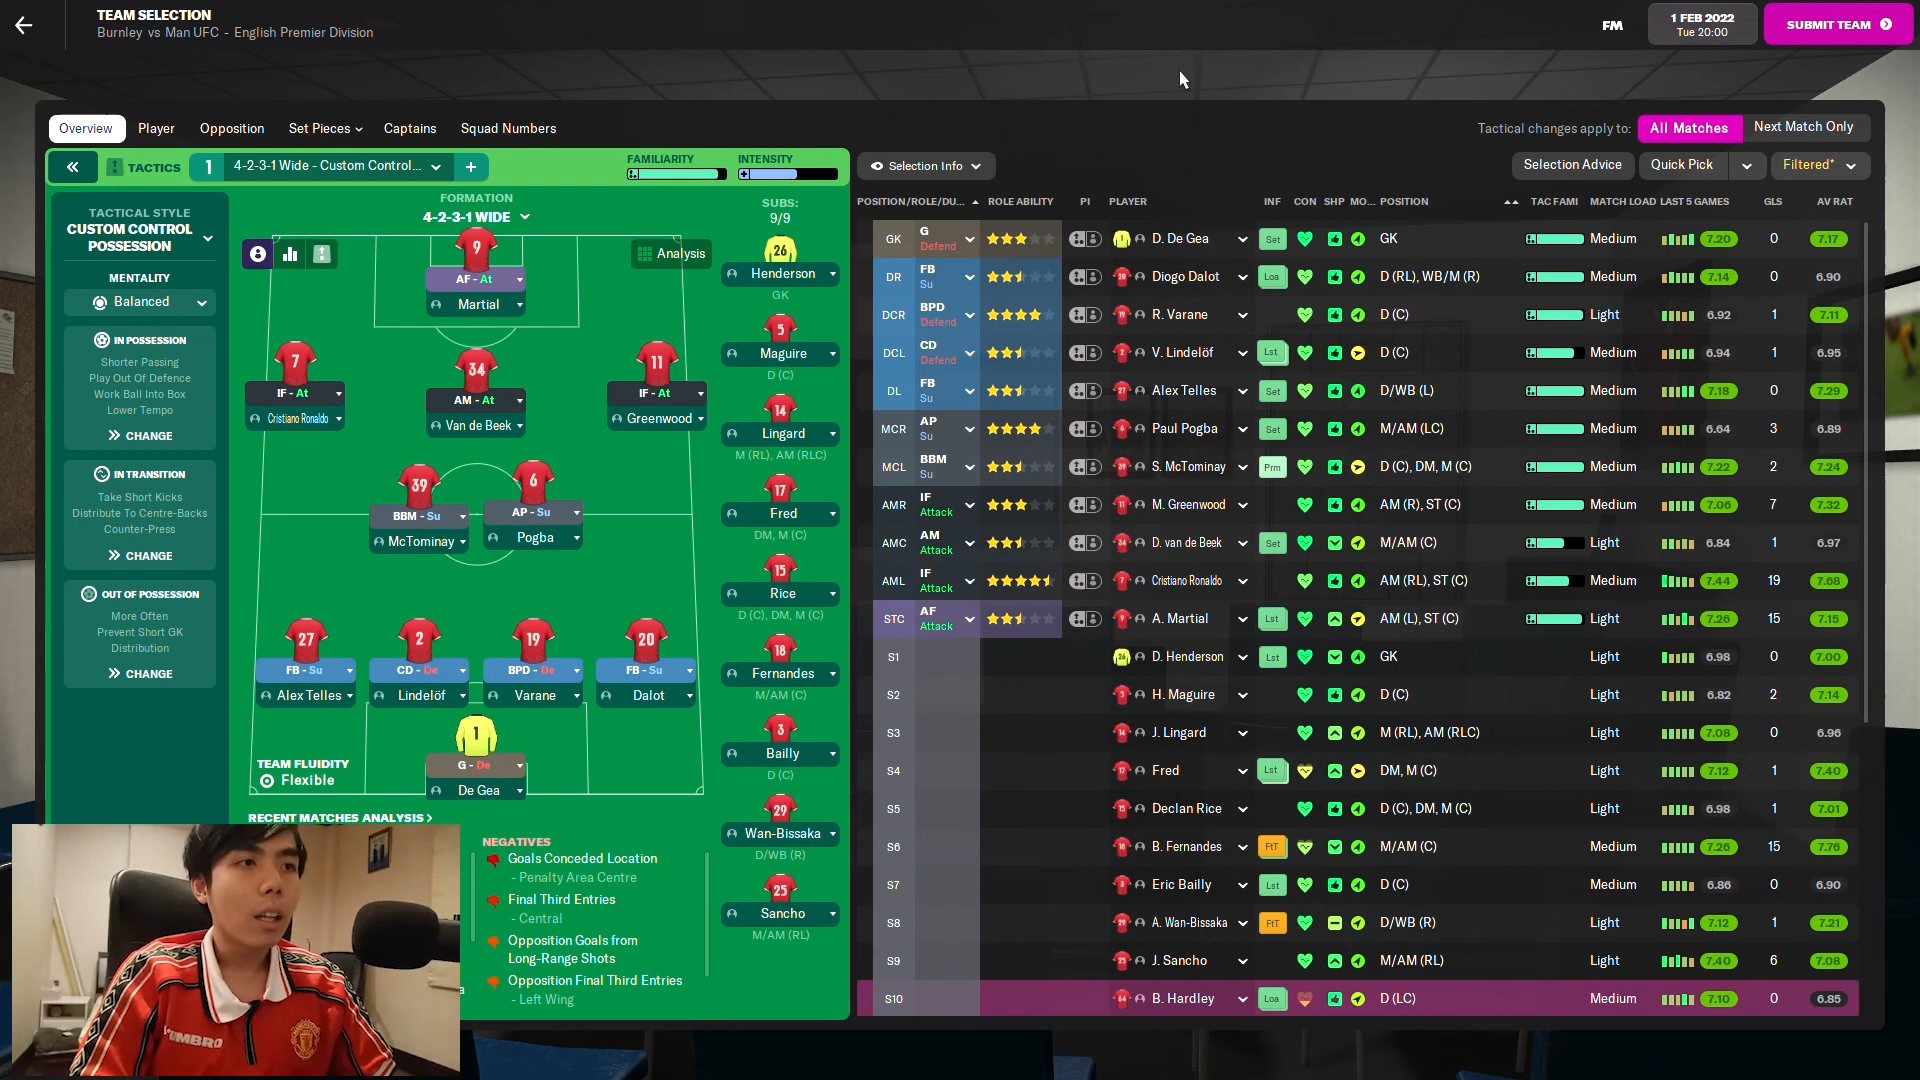 TEAM SELECTION
Burnley vs Man UFC - English Premier Division
FM
1 FEB 2022
Tue 20:00
SUBMIT TEAM
Overview Player Opposition Set Pieces Captains Squad Numbers
Tactical changes apply to: All Matches Next Match Only
TACTICS 1 4-2-3-1 Wide - Custom Control... +
FAMILIARITY
INTENSITY
Selection Info
Selection Advice Quick Pick Filtered*
TACTICAL STYLE
CUSTOM CONTROL
POSSESSION
MENTALITY
Balanced
IN POSSESSION
Shorter Passing
Play Out Of Defence
Work Ball Into Box
Lower Tempo
CHANGE
IN TRANSITION
Take Short Kicks
Distribute To Centre-Backs
Counter-Press
CHANGE
OUT OF POSSESSION
More Often
Prevent Short GK
Distribution
CHANGE
FORMATION
4-2-3-1 WIDE
Analysis
9
AF - At
Martial
7
IF - At
Cristiano Ronaldo
34
AM - At
Van de Beek
11
IF - At
Greenwood
39
BBM - Su
McTominay
6
AP - Su
Pogba
27
FB - Su
Alex Telles
2
CD - De
Lindelöf
19
BPD - De
Varane
20
FB - Su
Dalot
1
G - De
De Gea
TEAM FLUIDITY
Flexible
SUBS:
9/9
26
Henderson
GK
5
Maguire
D (C)
14
Lingard
M (RL), AM (RLC)
17
Fred
DM, M (C)
15
Rice
D (C), DM, M (C)
18
Fernandes
M/AM (C)
3
Bailly
D (C)
29
Wan-Bissaka
D/WB (R)
25
Sancho
M/AM (RL)
RECENT MATCHES ANALYSIS >
NEGATIVES
Goals Conceded Location
- Penalty Area Centre
Final Third Entries
- Central
Opposition Goals from
Long-Range Shots
Opposition Final Third Entries
- Left Wing
a
UMBRO
POSITION/ROLE/DU... ROLE ABILITY PI PLAYER INF CON SHP MO... POSITION TAC FAMI MATCH LOAD LAST 5 GAMES GLS AV RAT
GK G Defend D. De Gea Set GK Medium 7.20 0 7.17
DR FB Su Diogo Dalot Loa D (RL), WB/M (R) Medium 7.14 0 6.90
DCR BPD Defend R. Varane D (C) Light 6.92 1 7.11
DCL CD Defend V. Lindelöf Lst D (C) Medium 6.94 1 6.95
DL FB Su Alex Telles Set D/WB (L) Medium 7.18 0 7.29
MCR AP Su Paul Pogba Set M/AM (LC) Medium 6.64 3 6.89
MCL BBM Su S. McTominay Prm D (C), DM, M (C) Medium 7.22 2 7.24
AMR IF Attack M. Greenwood AM (R), ST (C) Medium 7.06 7 7.32
AMC AM Attack D. van de Beek Set M/AM (C) Light 6.84 1 6.97
AML IF Attack Cristiano Ronaldo AM (RL), ST (C) Medium 7.44 19 7.68
STC AF Attack A. Martial Lst AM (L), ST (C) Light 7.26 15 7.15
S1 D. Henderson Lst GK Light 6.98 0 7.00
S2 H. Maguire D (C) Light 6.82 2 7.14
S3 J. Lingard M (RL), AM (RLC) Light 7.08 0 6.96
S4 Fred Lst DM, M (C) Light 7.12 1 7.40
S5 Declan Rice D (C), DM, M (C) Light 6.98 1 7.01
S6 B. Fernandes FtT M/AM (C) Medium 7.26 15 7.76
S7 Eric Bailly Lst D (C) Medium 6.86 0 6.90
S8 A. Wan-Bissaka FtT D/WB (R) Light 7.12 1 7.21
S9 J. Sancho M/AM (RL) Light 7.40 6 7.08
S10 B. Hardley Loa D (LC) Medium 7.10 0 6.85